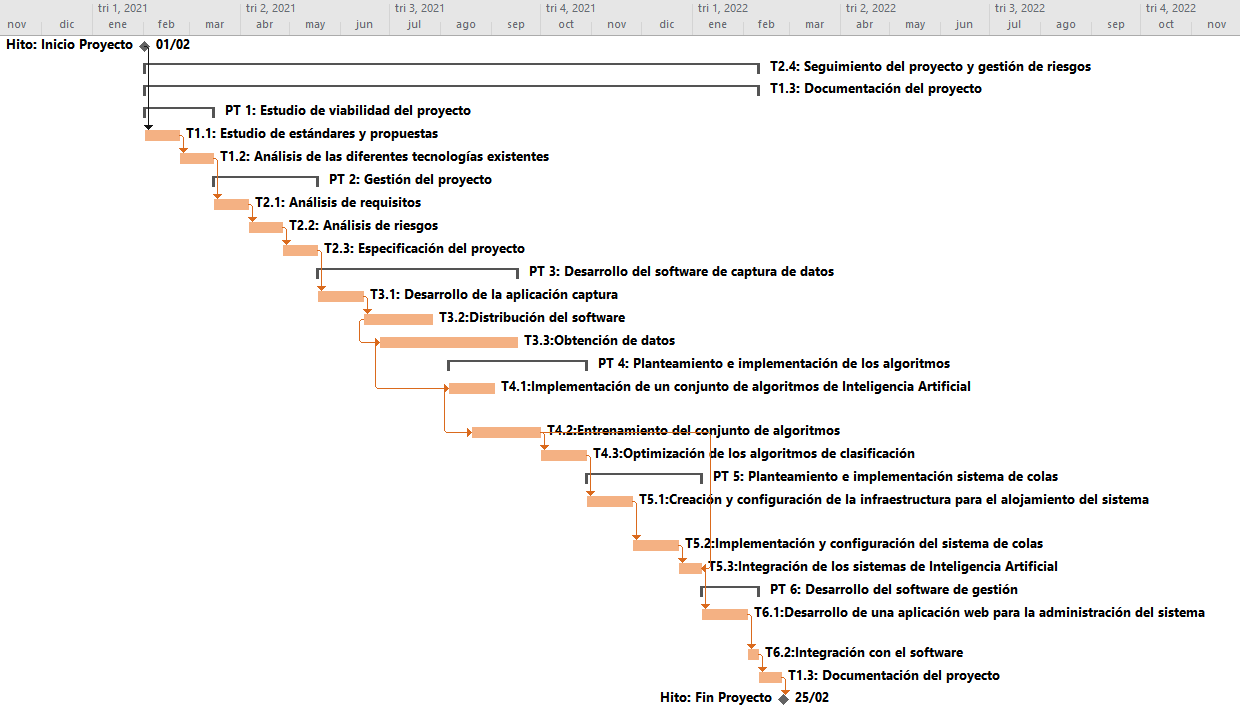 tri 1, 2021 tri 2, 2021 tri 3, 2021 tri 4, 2021 tri 1, 2022 tri 2, 2022 tri 3, 2022 tri 4, 2022
nov dic ene feb mar abr may jun jul ago sep oct nov dic ene feb mar abr may jun jul ago sep oct nov
Hito: Inicio Proyecto 01/02
T2.4: Seguimiento del proyecto y gestión de riesgos
T1.3: Documentación del proyecto
PT 1: Estudio de viabilidad del proyecto
T1.1: Estudio de estándares y propuestas
T1.2: Análisis de las diferentes tecnologías existentes
PT 2: Gestión del proyecto
T2.1: Análisis de requisitos
T2.2: Análisis de riesgos
T2.3: Especificación del proyecto
PT 3: Desarrollo del software de captura de datos
T3.1: Desarrollo de la aplicación captura
T3.2:Distribución del software
T3.3:Obtención de datos
PT 4: Planteamiento e implementación de los algoritmos
T4.1:Implementación de un conjunto de algoritmos de Inteligencia Artificial
T4.2:Entrenamiento del conjunto de algoritmos
T4.3:Optimización de los algoritmos de clasificación
PT 5: Planteamiento e implementación sistema de colas
T5.1:Creación y configuración de la infraestructura para el alojamiento del sistema
T5.2:Implementación y configuración del sistema de colas
T5.3:Integración de los sistemas de Inteligencia Artificial
PT 6: Desarrollo del software de gestión
T6.1:Desarrollo de una aplicación web para la administración del sistema
T6.2:Integración con el software
T1.3: Documentación del proyecto
Hito: Fin Proyecto 25/02